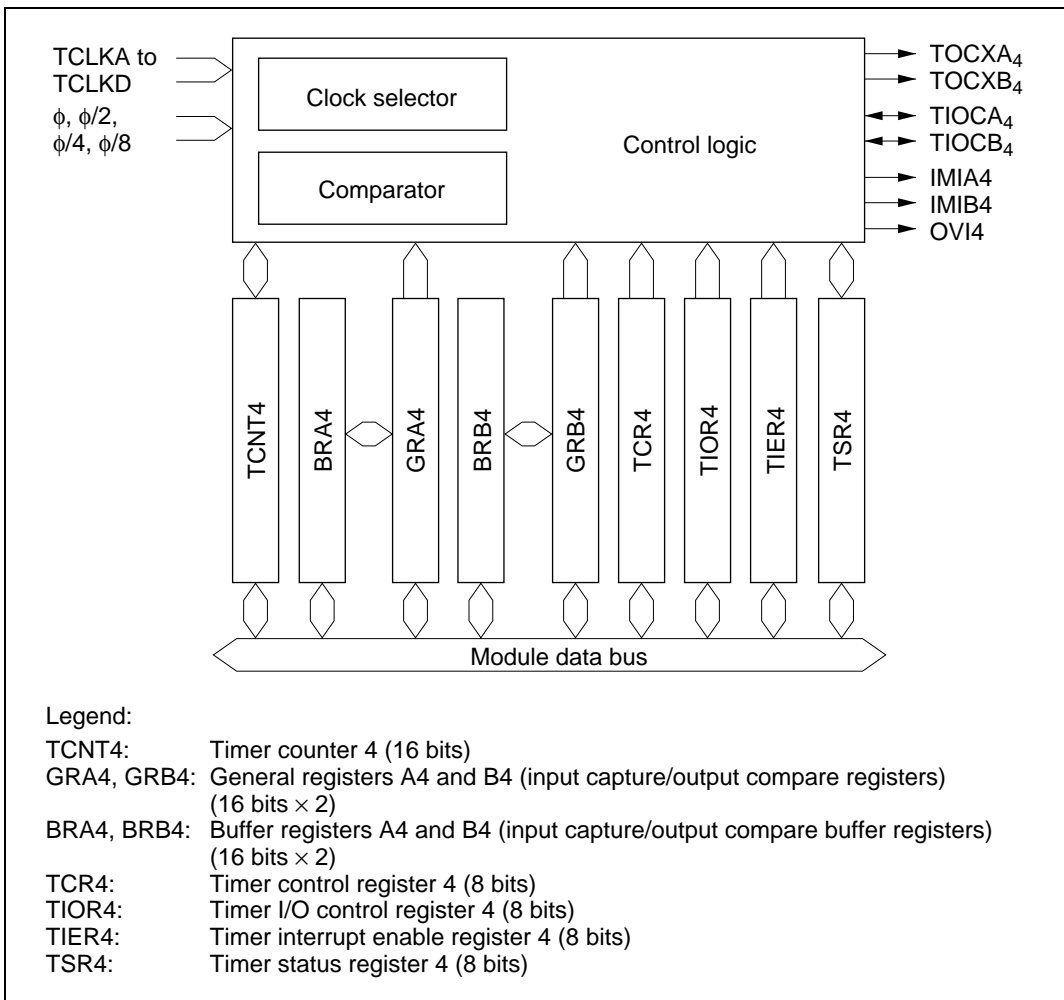 TCLKA to
TCLKD
ϕ, ϕ/2,
ϕ/4, ϕ/8
Clock selector
Comparator
Control logic
TOCXA4
TOCXB4
TIOCA4
TIOCB4
IMIA4
IMIB4
OVI4
TCNT4
BRA4
GRA4
BRB4
GRB4
TCR4
TIOR4
TIER4
TSR4
Module data bus
Legend:
TCNT4: Timer counter 4 (16 bits)
GRA4, GRB4: General registers A4 and B4 (input capture/output compare registers)
(16 bits × 2)
BRA4, BRB4: Buffer registers A4 and B4 (input capture/output compare buffer registers)
(16 bits × 2)
TCR4: Timer control register 4 (8 bits)
TIOR4: Timer I/O control register 4 (8 bits)
TIER4: Timer interrupt enable register 4 (8 bits)
TSR4: Timer status register 4 (8 bits)